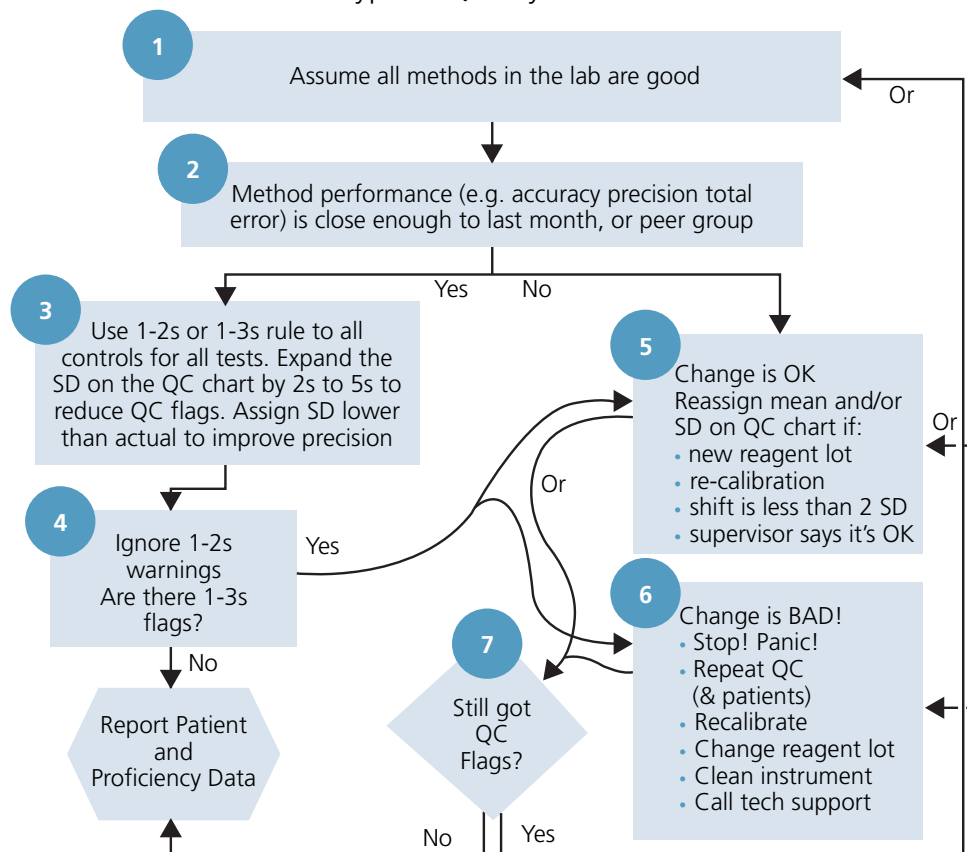 1
Assume all methods in the lab are good
Or
2
Method performance (e.g. accuracy precision total
error) is close enough to last month, or peer group
Yes
No
3
Use 1-2s or 1-3s rule to all
controls for all tests. Expand the
SD on the QC chart by 2s to 5s to
reduce QC flags. Assign SD lower
than actual to improve precision
5
Change is OK
Reassign mean and/or
SD on QC chart if:
• new reagent lot
• re-calibration
• shift is less than 2 SD
• supervisor says it's OK
Or
Or
4
Ignore 1-2s
warnings
Are there 1-3s
flags?
Yes
No
6
Change is BAD!
• Stop! Panic!
• Repeat QC
(& patients)
• Recalibrate
• Change reagent lot
• Clean instrument
• Call tech support
7
Still got
QC
Flags?
Report Patient
and
Proficiency Data
No
Yes